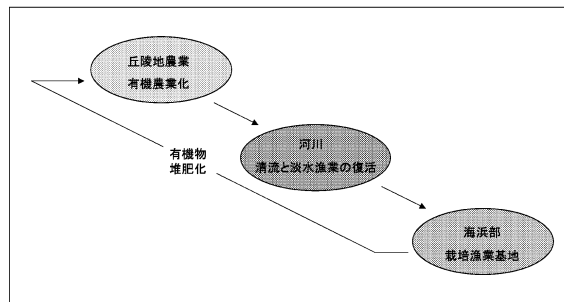 丘陵地農業
有機農業化
河川
清流と淡水漁業の復活
有機物
堆肥化
海浜部
栽培漁業基地